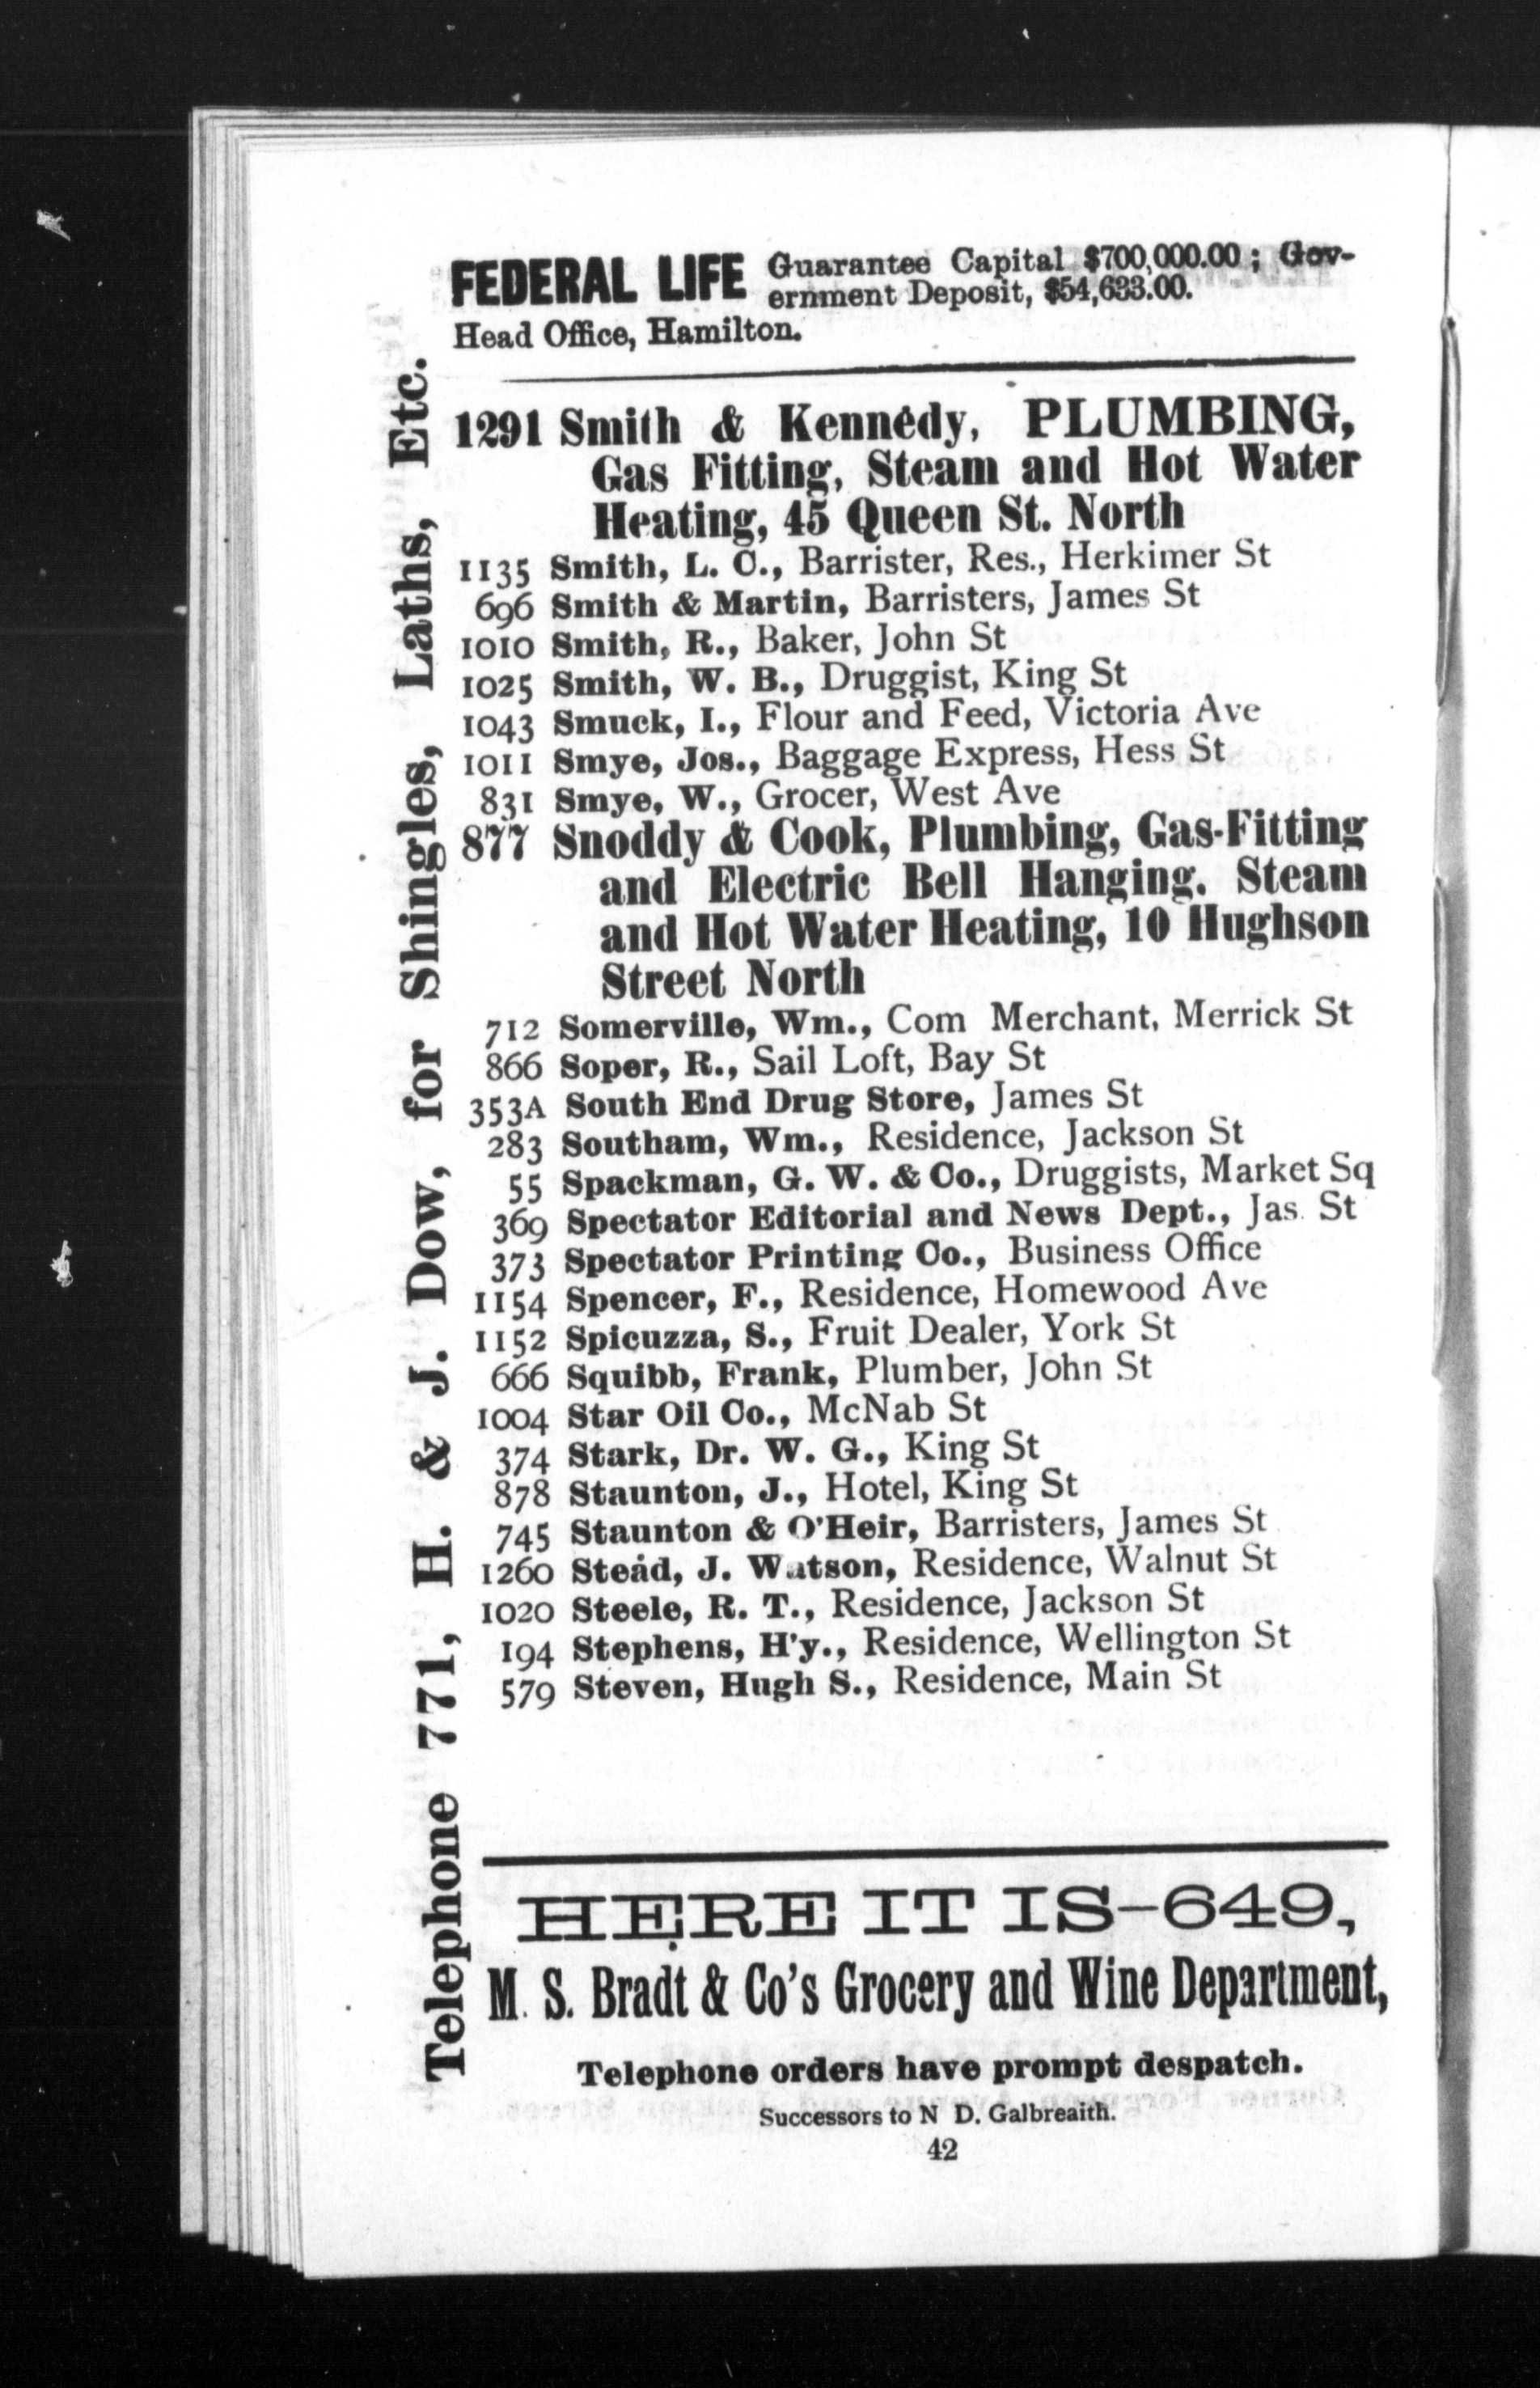 FEDERAL LIFE Guarantee Capital $700,000.00 ; Gov-
ernment Deposit, $54,633.00.
Head Office, Hamilton.
1291 Smith & Kennedy, PLUMBING,
Gas Fitting, Steam and Hot Water
Heating, 45 Queen St. North
1135 Smith, L. C., Barrister, Res., Herkimer St
696 Smith & Martin, Barristers, James St
1010 Smith, R., Baker, John St
1025 Smith, W. B., Druggist, King St
1043 Smuck, I., Flour and Feed, Victoria Ave
1011 Smye, Jos., Baggage Express, Hess St
831 Smye, W., Grocer, West Ave
877 Snoddy & Cook, Plumbing, Gas-Fitting
and Electric Bell Hanging. Steam
and Hot Water Heating, 10 Hughson
Street North
712 Somerville, Wm., Com Merchant, Merrick St
866 Soper, R., Sail Loft, Bay St
353A South End Drug Store, James St
283 Southam, Wm., Residence, Jackson St
55 Spackman, G. W. & Co., Druggists, Market Sq
369 Spectator Editorial and News Dept., Jas. St
373 Spectator Printing Co., Business Office
1154 Spencer, F., Residence, Homewood Ave
1152 Spicuzza, S., Fruit Dealer, York St
666 Squibb, Frank, Plumber, John St
1004 Star Oil Co., McNab St
374 Stark, Dr. W. G., King St
878 Staunton, J., Hotel, King St
745 Staunton & O'Heir, Barristers, James St
1260 Stead, J. Watson, Residence, Walnut St
1020 Steele, R. T., Residence, Jackson St
194 Stephens, H'y., Residence, Wellington St
579 Steven, Hugh S., Residence, Main St
Telephone 771, H. & J. Dow, for Shingles, Laths, Etc.
HERE IT IS-649,
M. S. Bradt & Co's Grocery and Wine Department,
Telephone orders have prompt despatch.
Successors to N D. Galbreaith.
42